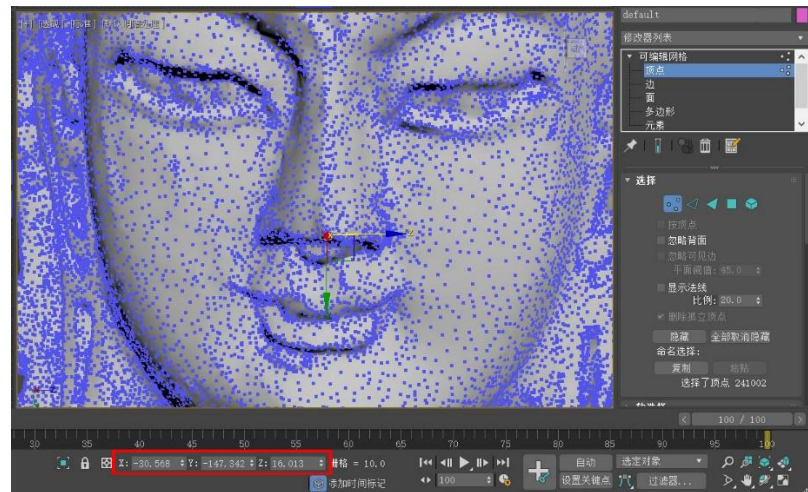 default
修改器列表
可编辑网格
顶点
边
面
多边形
元素
选择
按顶点
忽略背面
忽略可见边
平面阈值: 45.0
显示法线
比例: 20.0
删除孤立顶点
隐藏 全部取消隐藏
命名选择:
复制 粘贴
选择了顶点 241002
100 / 100
30 35 40 45 50 55 60 65 70 75 80 85 90 95 100
X: -30.568 Y: -147.342 Z: 16.013 栅格 = 10.0
自动 选定对象
添加时间标记
100
设置关键点 过滤器...